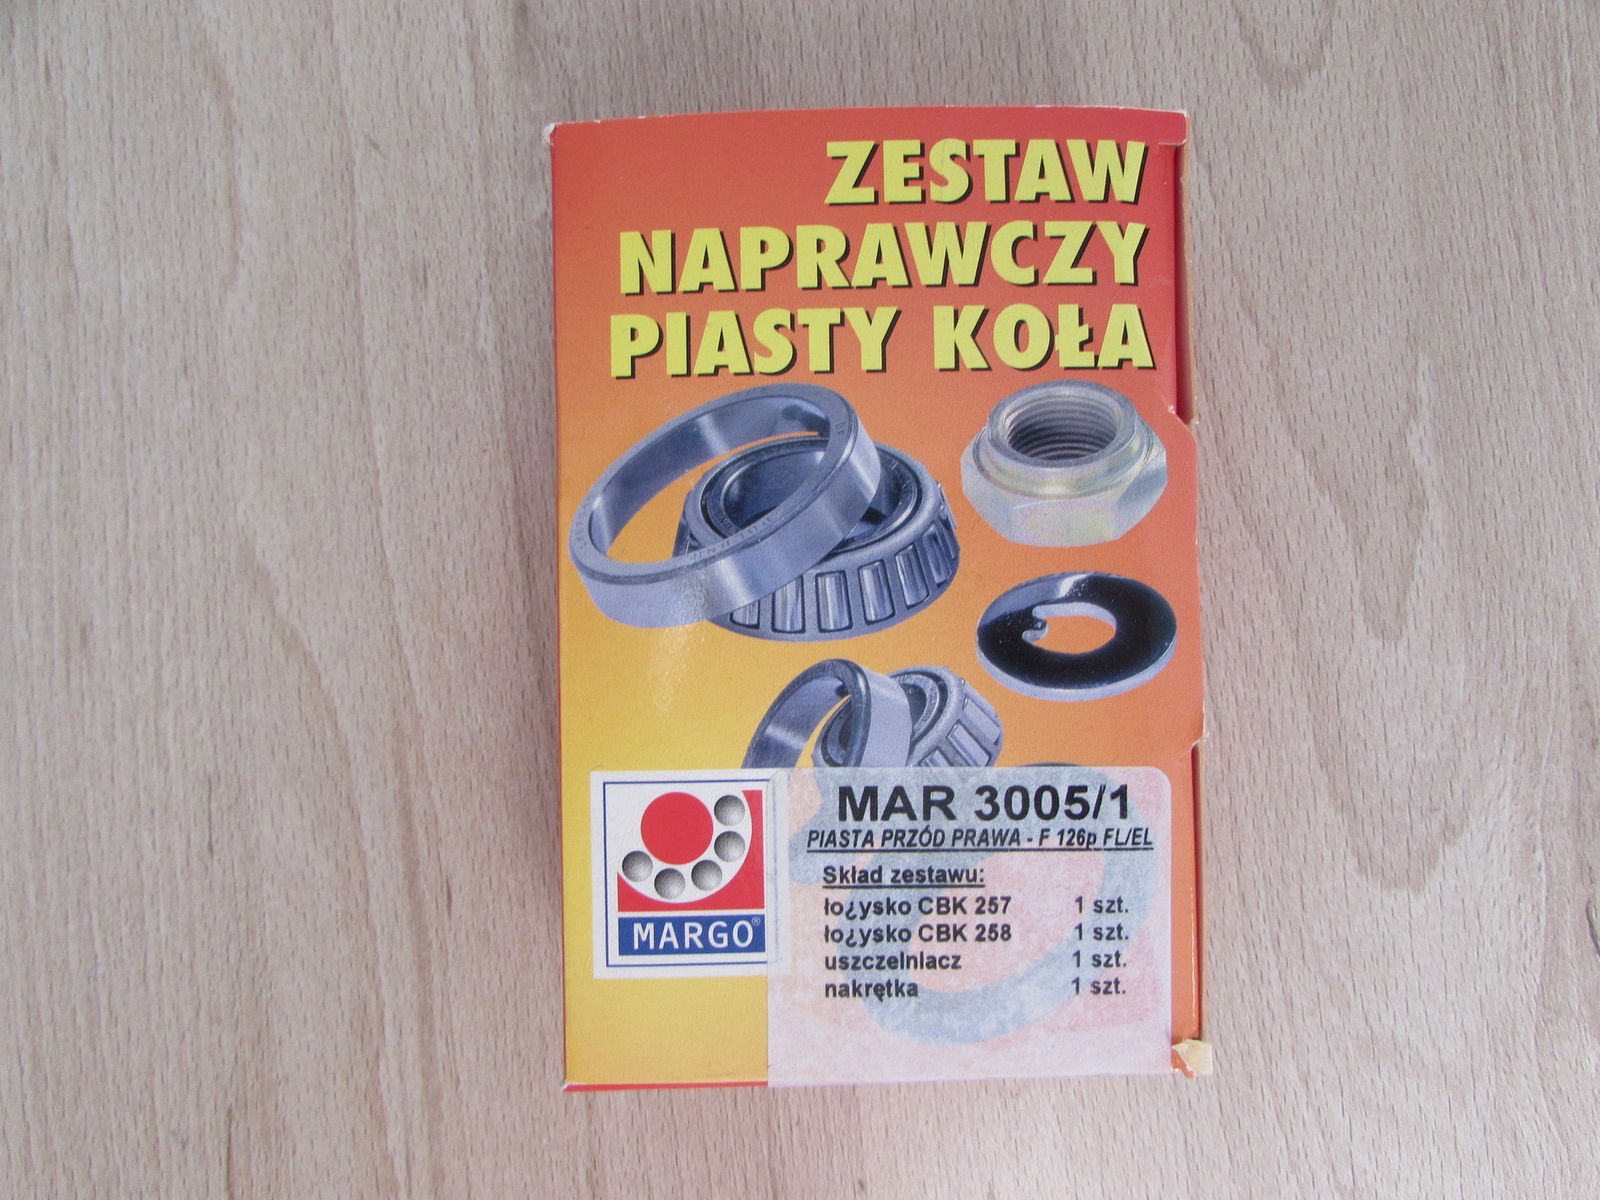 ZESTAW
NAPRAWCZY
PIASTY KOŁA
MARGO®
MAR 3005/1
PIASTA PRZÓD PRAWA - F 126p FL/EL
Skład zestawu:
ło¿ysko CBK 257 1 szt.
ło¿ysko CBK 258 1 szt.
uszczelniacz 1 szt.
nakrętka 1 szt.